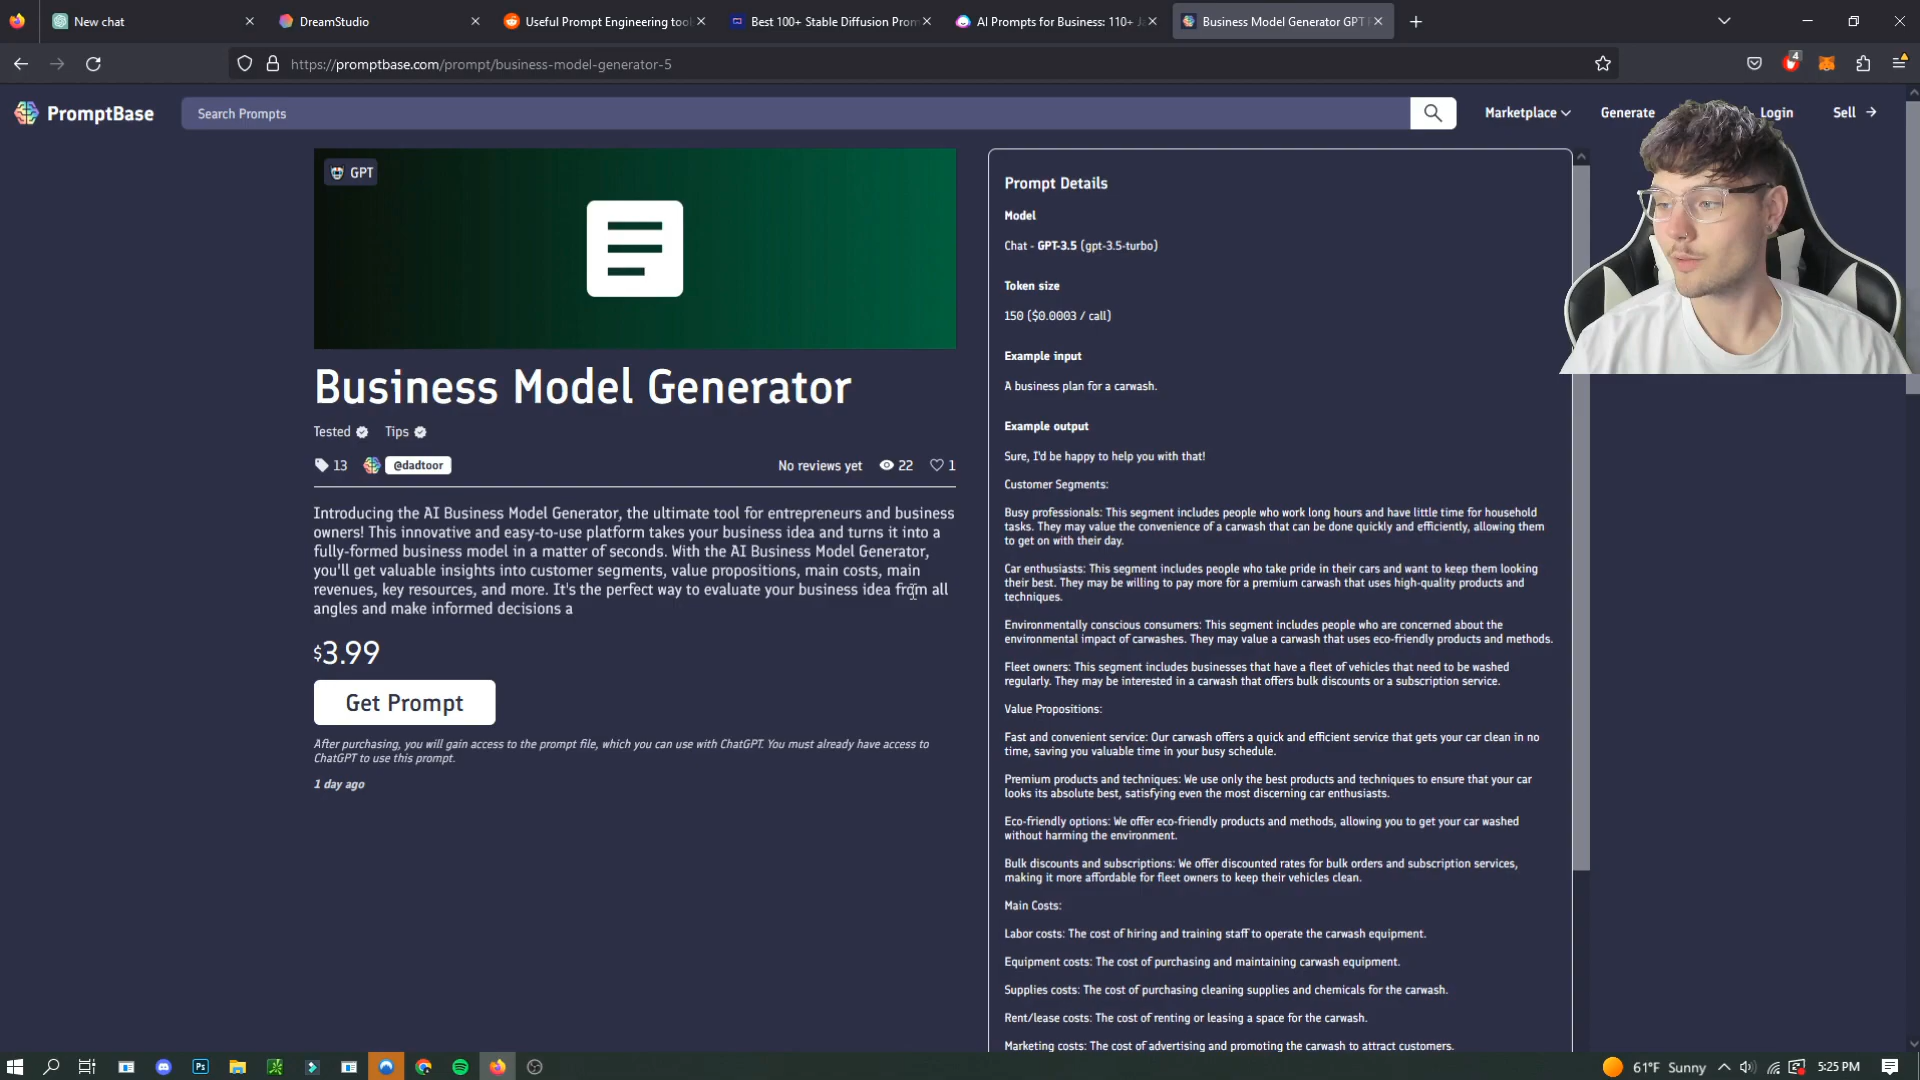 New chat
DreamStudio
Useful Prompt Engineering tool
Best 100+ Stable Diffusion Prom
AI Prompts for Business: 110+
Business Model Generator GPT
https://promptbase.com/prompt/business-model-generator-5
4
PromptBase
Search Prompts
Marketplace
Generate
Login
Sell
GPT
Business Model Generator
Tested
Tips
13
@dadtoor
No reviews yet
22
1
Introducing the AI Business Model Generator, the ultimate tool for entrepreneurs and business
owners! This innovative and easy-to-use platform takes your business idea and turns it into a
fully-formed business model in a matter of seconds. With the AI Business Model Generator,
you'll get valuable insights into customer segments, value propositions, main costs, main
revenues, key resources, and more. It's the perfect way to evaluate your business idea from all
angles and make informed decisions a
$3.99
Get Prompt
After purchasing, you will gain access to the prompt file, which you can use with ChatGPT. You must already have access to
ChatGPT to use this prompt.
1 day ago
Prompt Details
Model
Chat - GPT-3.5 (gpt-3.5-turbo)
Token size
150 ($0.0003 / call)
Example input
A business plan for a carwash.
Example output
Sure, I'd be happy to help you with that!
Customer Segments:
Busy professionals: This segment includes people who work long hours and have little time for household
tasks. They may value the convenience of a carwash that can be done quickly and efficiently, allowing them
to get on with their day.
Car enthusiasts: This segment includes people who take pride in their cars and want to keep them looking
their best. They may be willing to pay more for a premium carwash that uses high-quality products and
techniques.
Environmentally conscious consumers: This segment includes people who are concerned about the
environmental impact of carwashes. They may value a carwash that uses eco-friendly products and methods.
Fleet owners: This segment includes businesses that have a fleet of vehicles that need to be washed
regularly. They may be interested in a carwash that offers bulk discounts or a subscription service.
Value Propositions:
Fast and convenient service: Our carwash offers a quick and efficient service that gets your car clean in no
time, saving you valuable time in your busy schedule.
Premium products and techniques: We use only the best products and techniques to ensure that your car
looks its absolute best, satisfying even the most discerning car enthusiasts.
Eco-friendly options: We offer eco-friendly products and methods, allowing you to get your car washed
without harming the environment.
Bulk discounts and subscriptions: We offer discounted rates for bulk orders and subscription services,
making it more affordable for fleet owners to keep their vehicles clean.
Main Costs:
Labor costs: The cost of hiring and training staff to operate the carwash equipment.
Equipment costs: The cost of purchasing and maintaining carwash equipment.
Supplies costs: The cost of purchasing cleaning supplies and chemicals for the carwash.
Rent/lease costs: The cost of renting or leasing a space for the carwash.
Marketing costs: The cost of advertising and promoting the carwash to attract customers.
Ps
61°F Sunny
5:25 PM